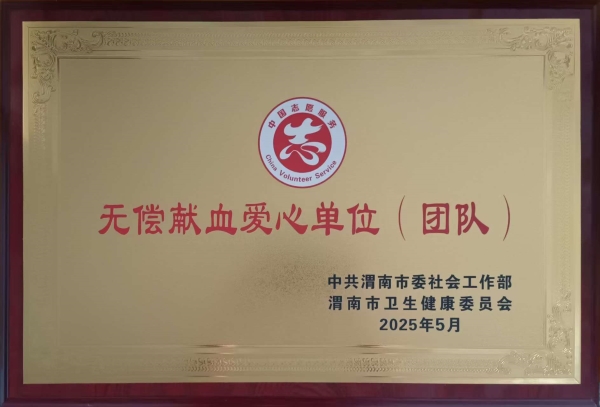 中国志愿服务
志
China Volunteer Service
无偿献血爱心单位（团队）
中共渭南市委社会工作部
渭南市卫生健康委员会
2025年5月